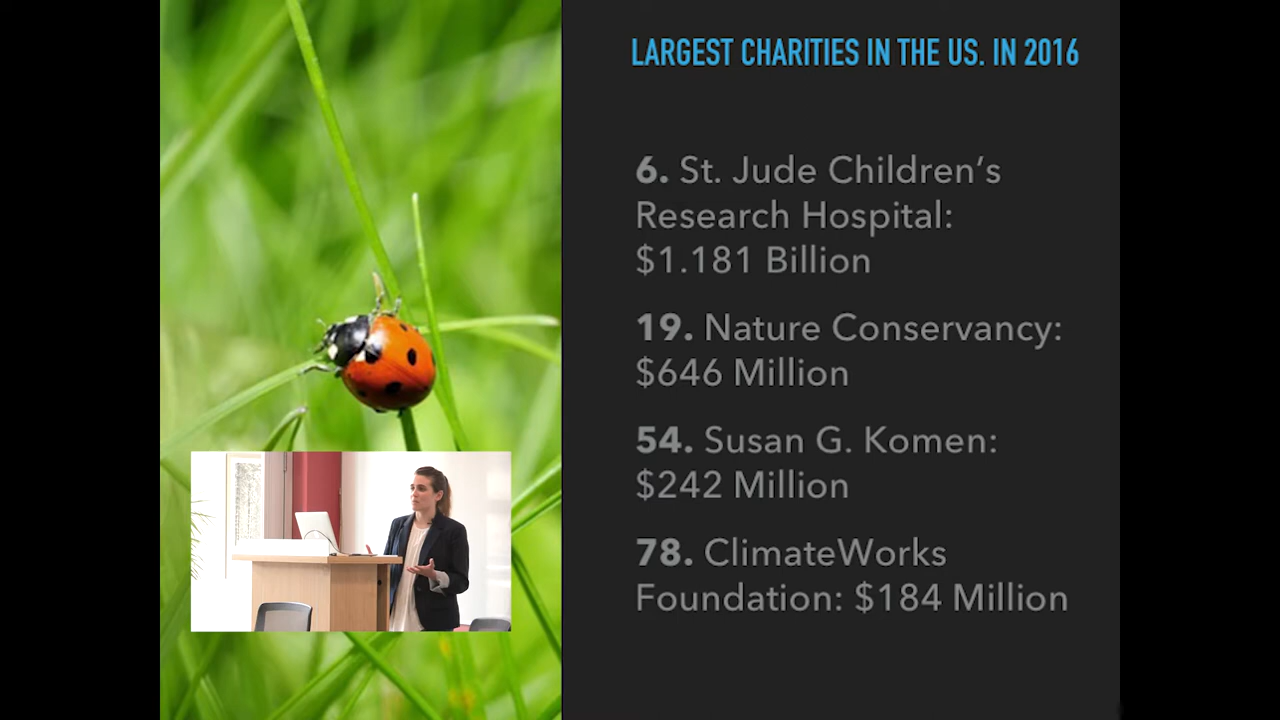 LARGEST CHARITIES IN THE US. IN 2016
6. St. Jude Children’s
Research Hospital:
$1.181 Billion
19. Nature Conservancy:
$646 Million
54. Susan G. Komen:
$242 Million
78. ClimateWorks
Foundation: $184 Million